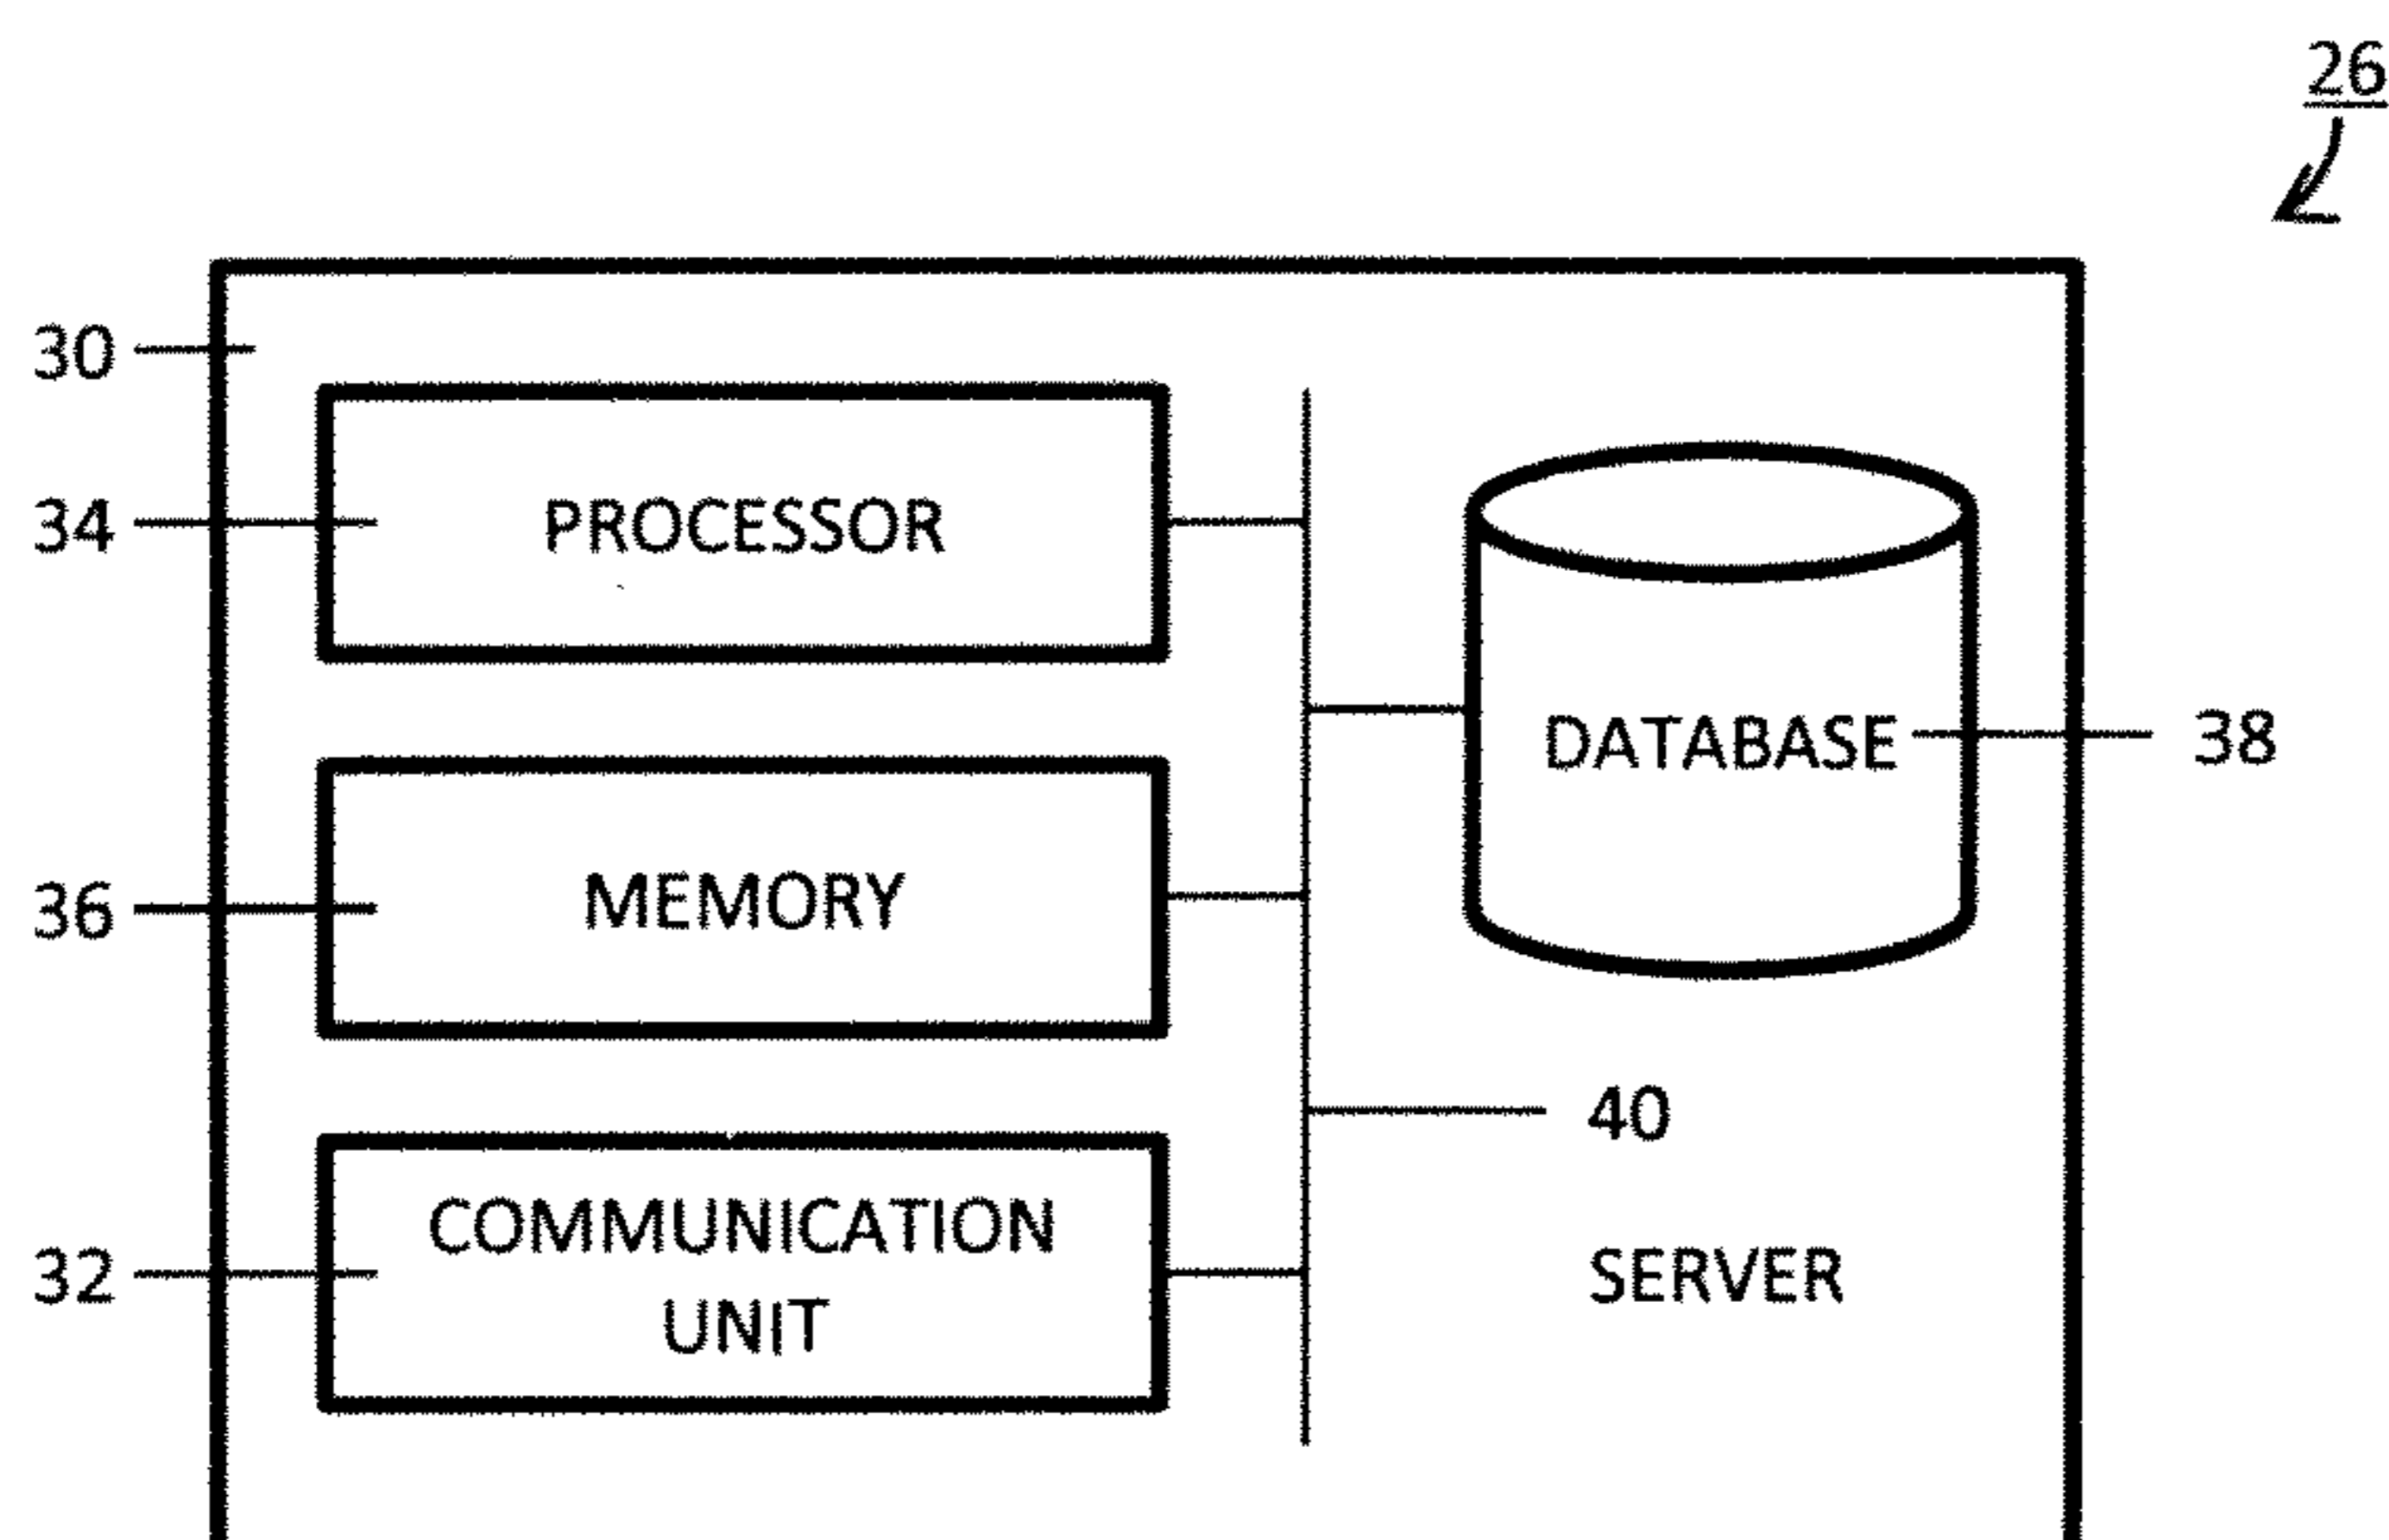 26
30
34
PROCESSOR
DATABASE
38
36
MEMORY
40
32
COMMUNICATION
UNIT
SERVER